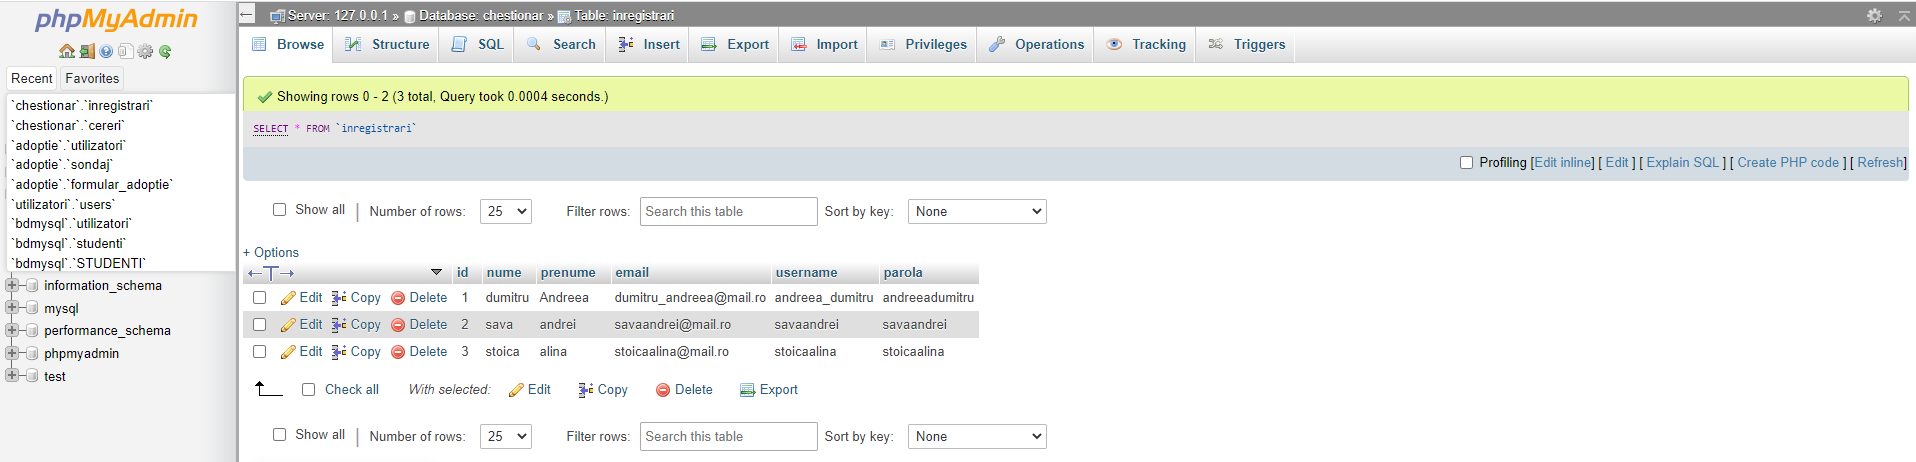 phpMyAdmin
Recent Favorites
`chestionar`.`inregistrari`
`chestionar`.`cereri`
`adoptie`.`utilizatori`
`adoptie`.`sondaj`
`adoptie`.`formular_adoptie`
`utilizatori`.`users`
`bdmysql`.`utilizatori`
`bdmysql`.`studenti`
`bdmysql`.`STUDENTI`
information_schema
mysql
performance_schema
phpmyadmin
test
Server: 127.0.0.1 » Database: chestionar » Table: inregistrari
Browse Structure SQL Search Insert Export Import Privileges Operations Tracking Triggers
Showing rows 0 - 2 (3 total, Query took 0.0004 seconds.)
SELECT * FROM `inregistrari`
Profiling [Edit inline] [ Edit ] [ Explain SQL ] [ Create PHP code ] [ Refresh]
Show all | Number of rows: 25 Filter rows: Search this table Sort by key: None
+ Options
←T→ id nume prenume email username parola
Edit Copy Delete 1 dumitru Andreea dumitru_andreea@mail.ro andreea_dumitru andreeadumitru
Edit Copy Delete 2 sava andrei savaandrei@mail.ro savaandrei savaandrei
Edit Copy Delete 3 stoica alina stoicaalina@mail.ro stoicaalina stoicaalina
Check all With selected: Edit Copy Delete Export
Show all | Number of rows: 25 Filter rows: Search this table Sort by key: None